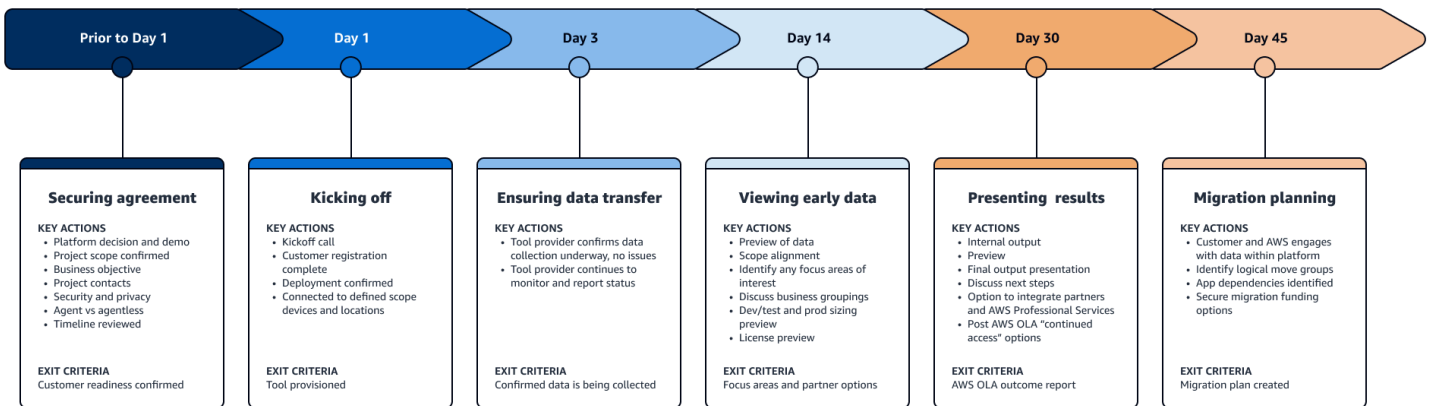 Prior to Day 1
Day 1
Day 3
Day 14
Day 30
Day 45
Securing agreement
KEY ACTIONS
• Platform decision and demo
• Project scope confirmed
• Business objective
• Project contacts
• Security and privacy
• Agent vs agentless
• Timeline reviewed
EXIT CRITERIA
Customer readiness confirmed
Kicking off
KEY ACTIONS
• Kickoff call
• Customer registration
complete
• Deployment confirmed
• Connected to defined scope
devices and locations
EXIT CRITERIA
Tool provisioned
Ensuring data transfer
KEY ACTIONS
• Tool provider confirms data
collection underway, no issues
• Tool provider continues to
monitor and report status
EXIT CRITERIA
Confirmed data is being collected
Viewing early data
KEY ACTIONS
• Preview of data
• Scope alignment
• Identify any focus areas of
interest
• Discuss business groupings
• Dev/test and prod sizing
preview
• License preview
EXIT CRITERIA
Focus areas and partner options
Presenting results
KEY ACTIONS
• Internal output
• Preview
• Final output presentation
• Discuss next steps
• Option to integrate partners
and AWS Professional Services
• Post AWS OLA “continued
access” options
EXIT CRITERIA
AWS OLA outcome report
Migration planning
KEY ACTIONS
• Customer and AWS engages
with data within platform
• Identify logical move groups
• App dependencies identified
• Secure migration funding
options
EXIT CRITERIA
Migration plan created